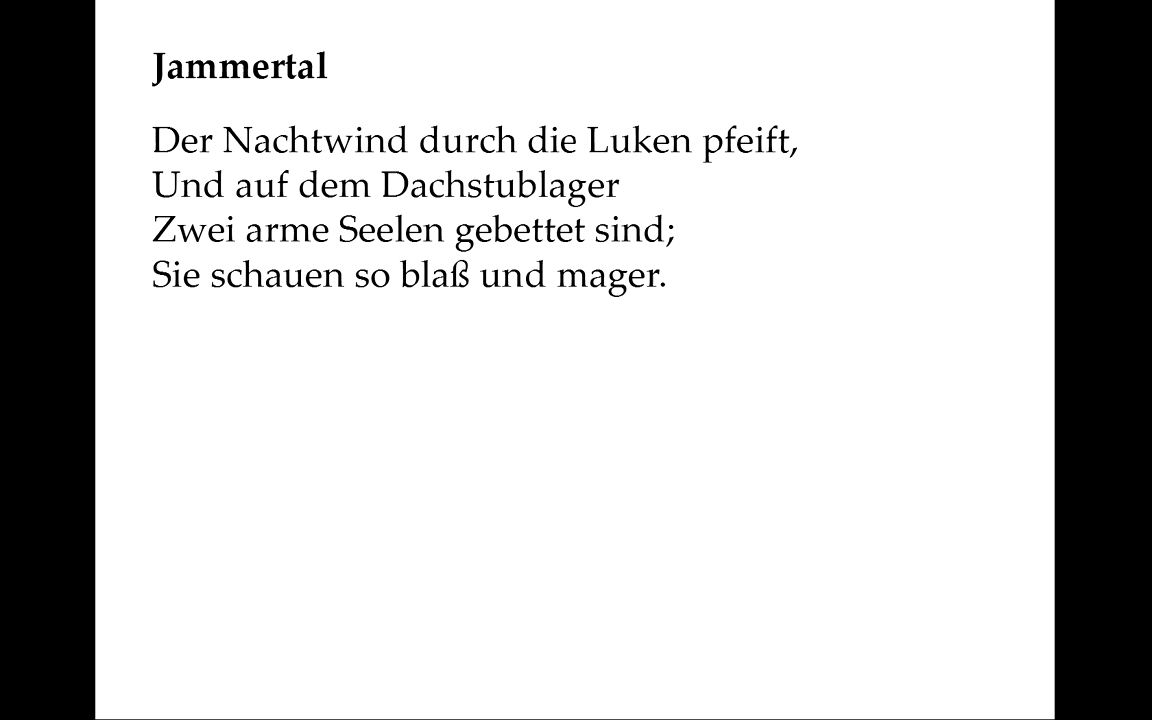 Jammertal
Der Nachtwind durch die Luken pfeift,
Und auf dem Dachstublager
Zwei arme Seelen gebettet sind;
Sie schauen so blaß und mager.